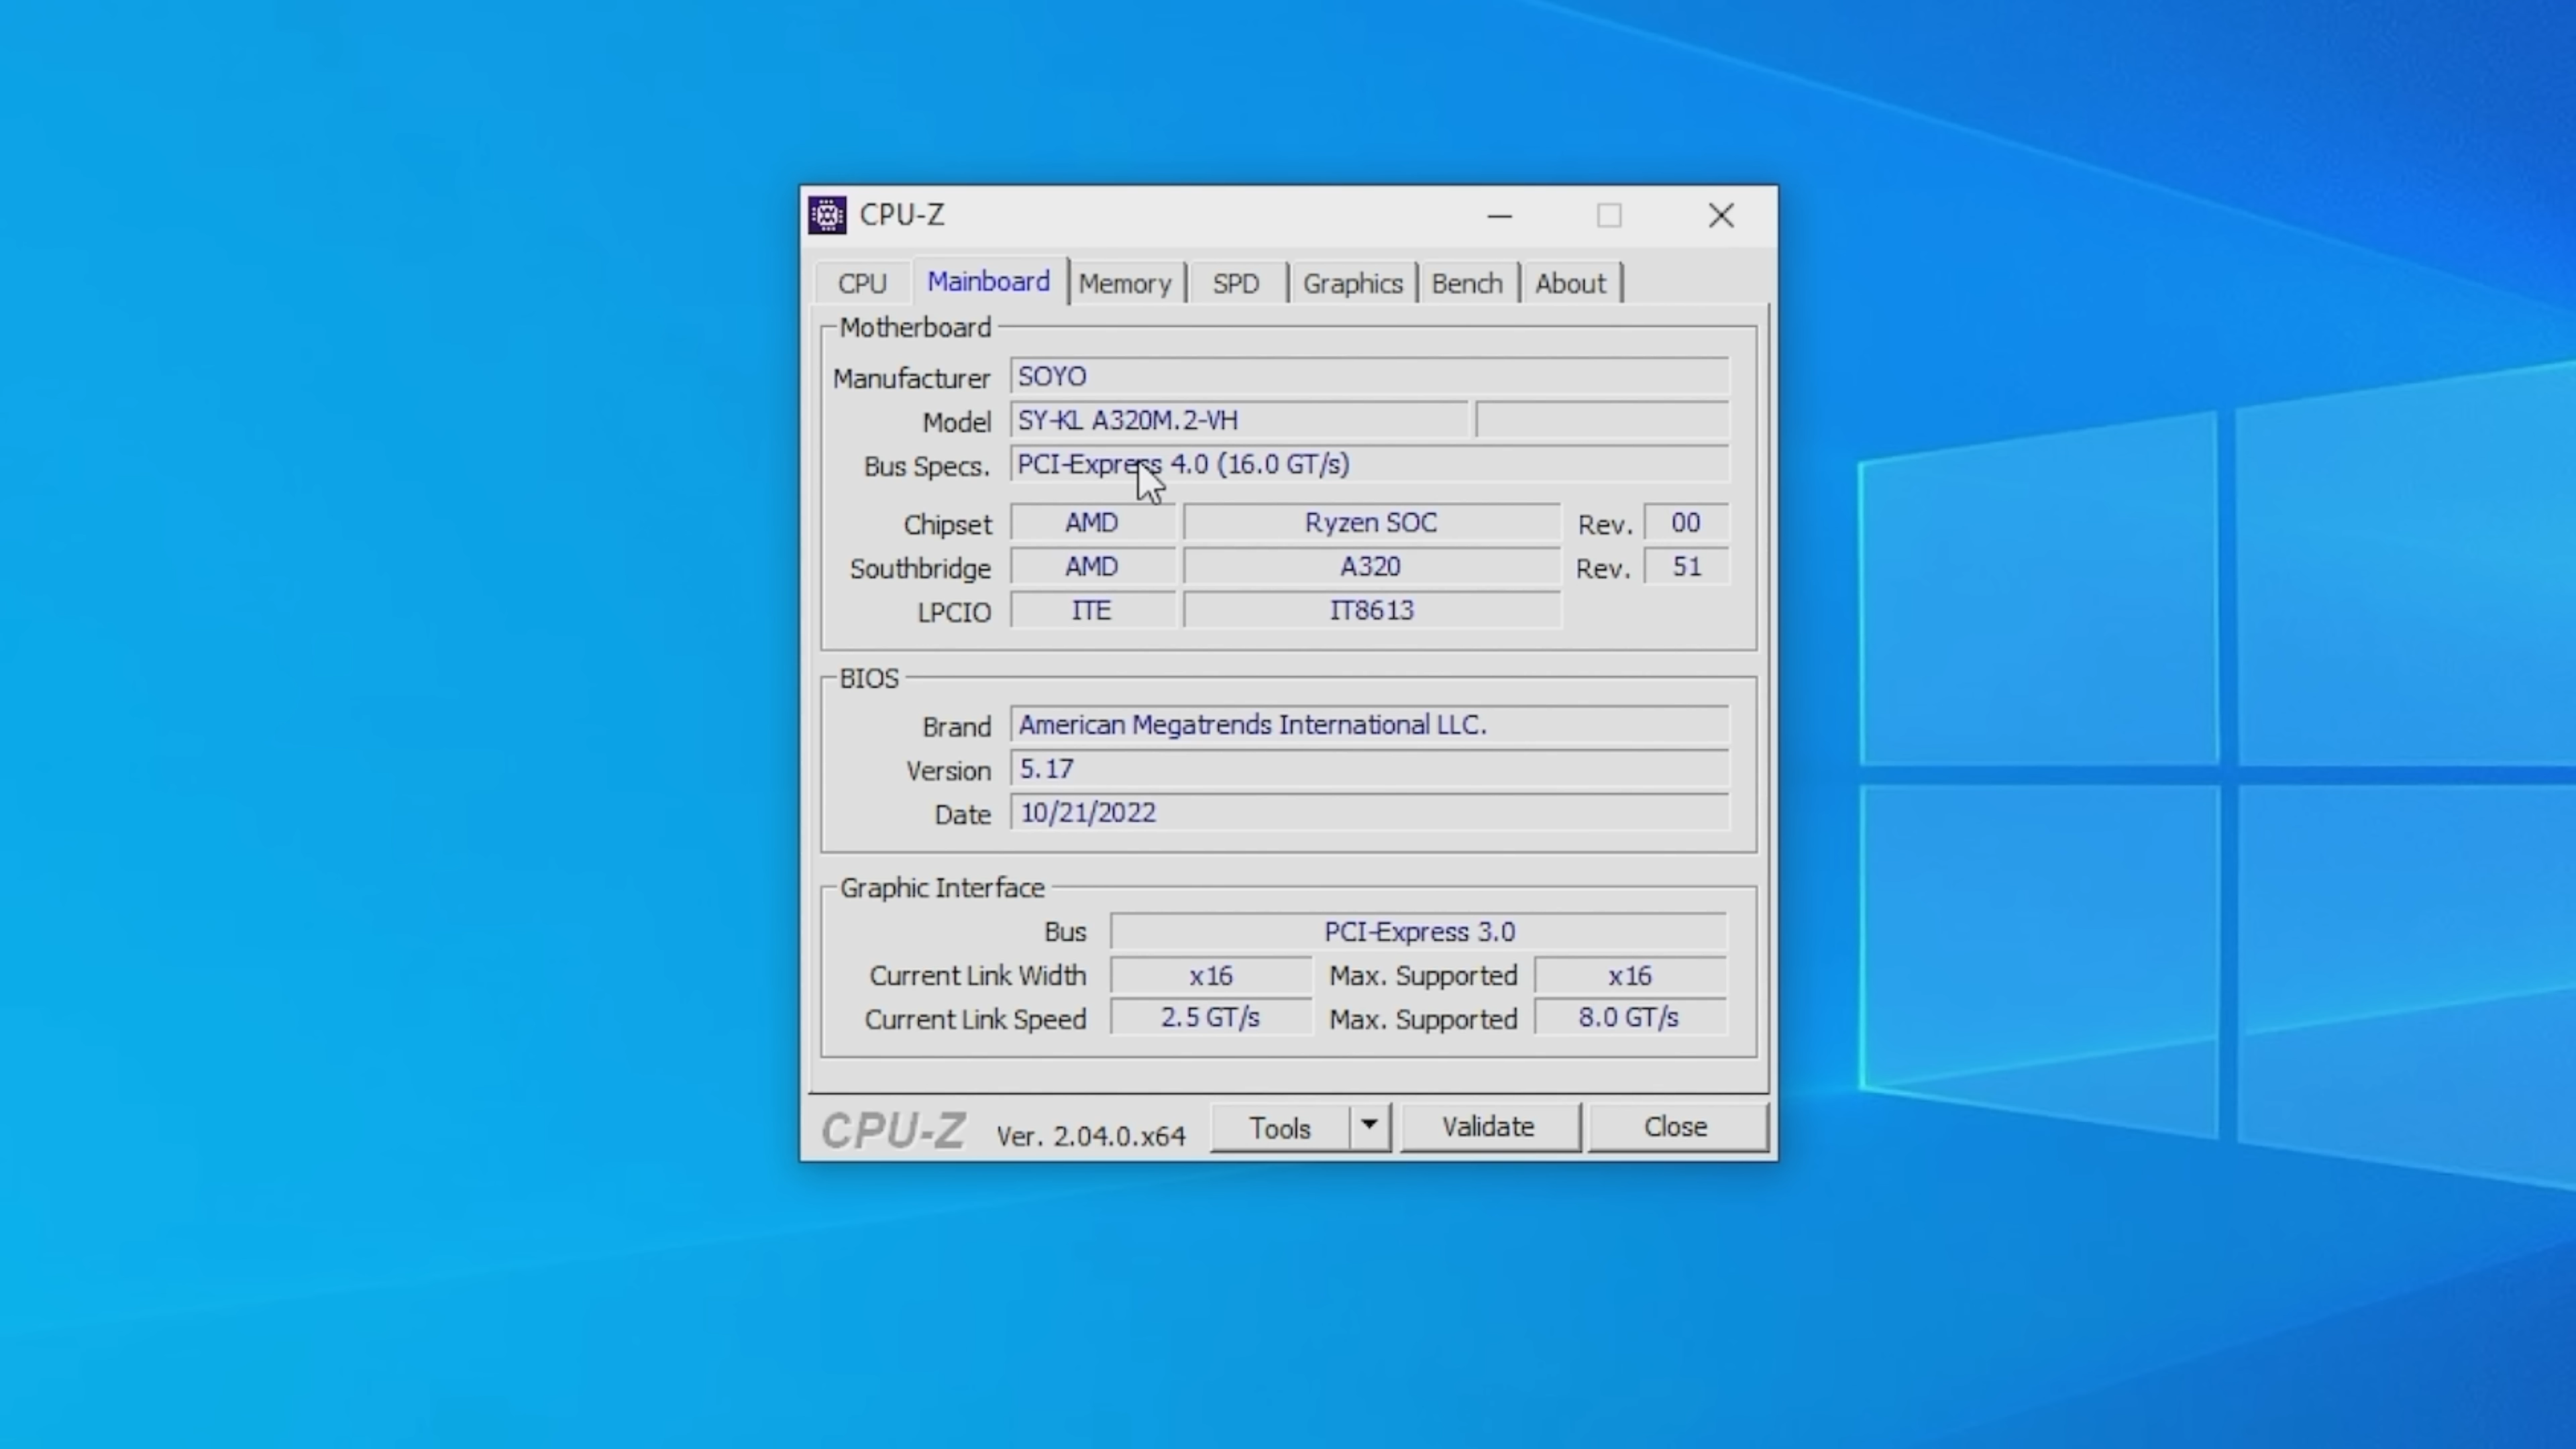 CPU-Z
CPU Mainboard Memory SPD Graphics Bench About
Motherboard
Manufacturer SOYO
Model SY-KL A320M.2-VH
Bus Specs. PCI-Express 4.0 (16.0 GT/s)
Chipset AMD Ryzen SOC Rev. 00
Southbridge AMD A320 Rev. 51
LPCIO ITE IT8613
BIOS
Brand American Megatrends International LLC.
Version 5.17
Date 10/21/2022
Graphic Interface
Bus PCI-Express 3.0
Current Link Width x16 Max. Supported x16
Current Link Speed 2.5 GT/s Max. Supported 8.0 GT/s
CPU-Z Ver. 2.04.0.x64 Tools Validate Close